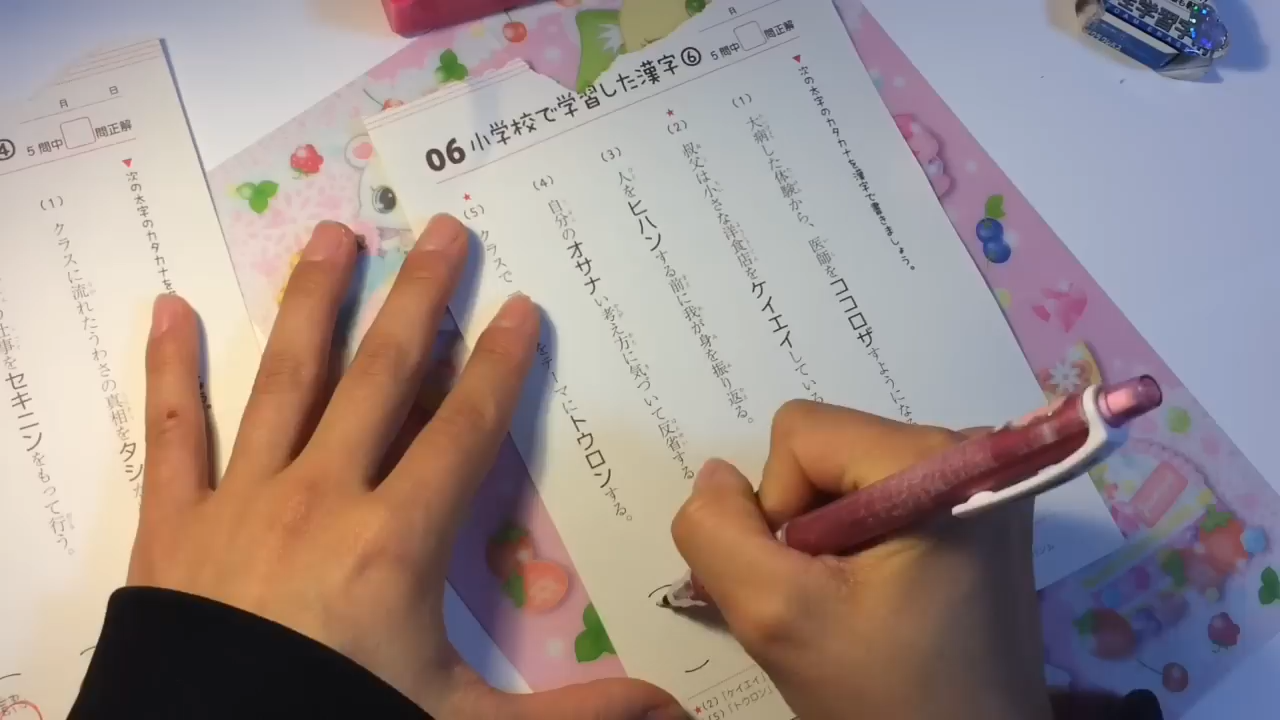 月
06 小学校で学習した漢字⑥ 5問中 問正解
▼次の太字のカタカナを漢字で書きましょう。
(1) 大病した体験から、医師をココロザすようにな
★(2) 叔父は小さな洋食店をケイエイしている
(3) 人をヒハンする前に我が身を振り返る。
(4) 自分のオサナい考え方に気づいて反省する
★(5) クラスで をテーマにトウロンする。
★(2)「ケイエイ」
(5)「トウロン」
月 日
④ 5問中 問正解
▼次の太字のカタカナを
(1) クラスに流れたうわさの真相をタシ
仕事をセキニンをもって行う。